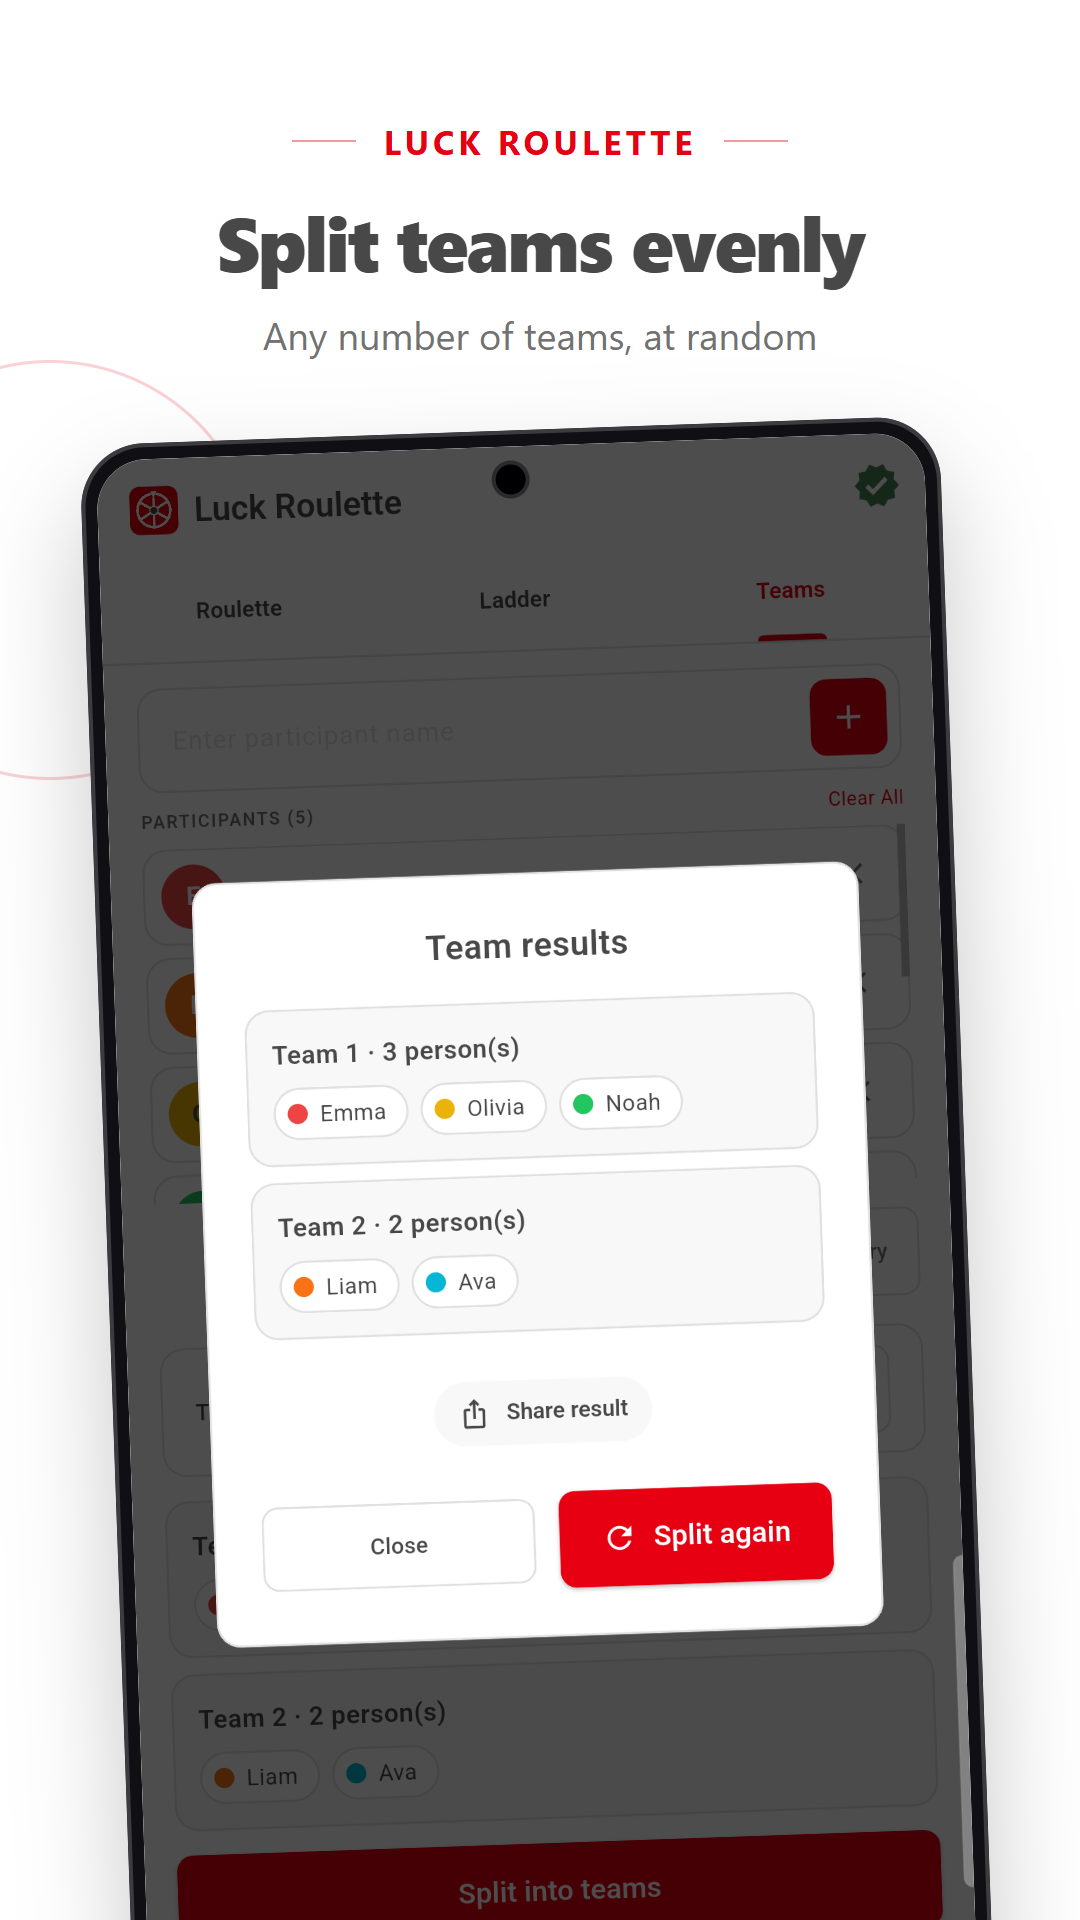 LUCK ROULETTE
Split teams evenly
Any number of teams, at random
Luck Roulette
Roulette
Ladder
Teams
Enter participant name
PARTICIPANTS (5)
Clear All
Team results
Team 1 · 3 person(s)
Emma
Olivia
Noah
Team 2 · 2 person(s)
Liam
Ava
Share result
Close
Split again
Team 2 · 2 person(s)
Liam
Ava
Split into teams